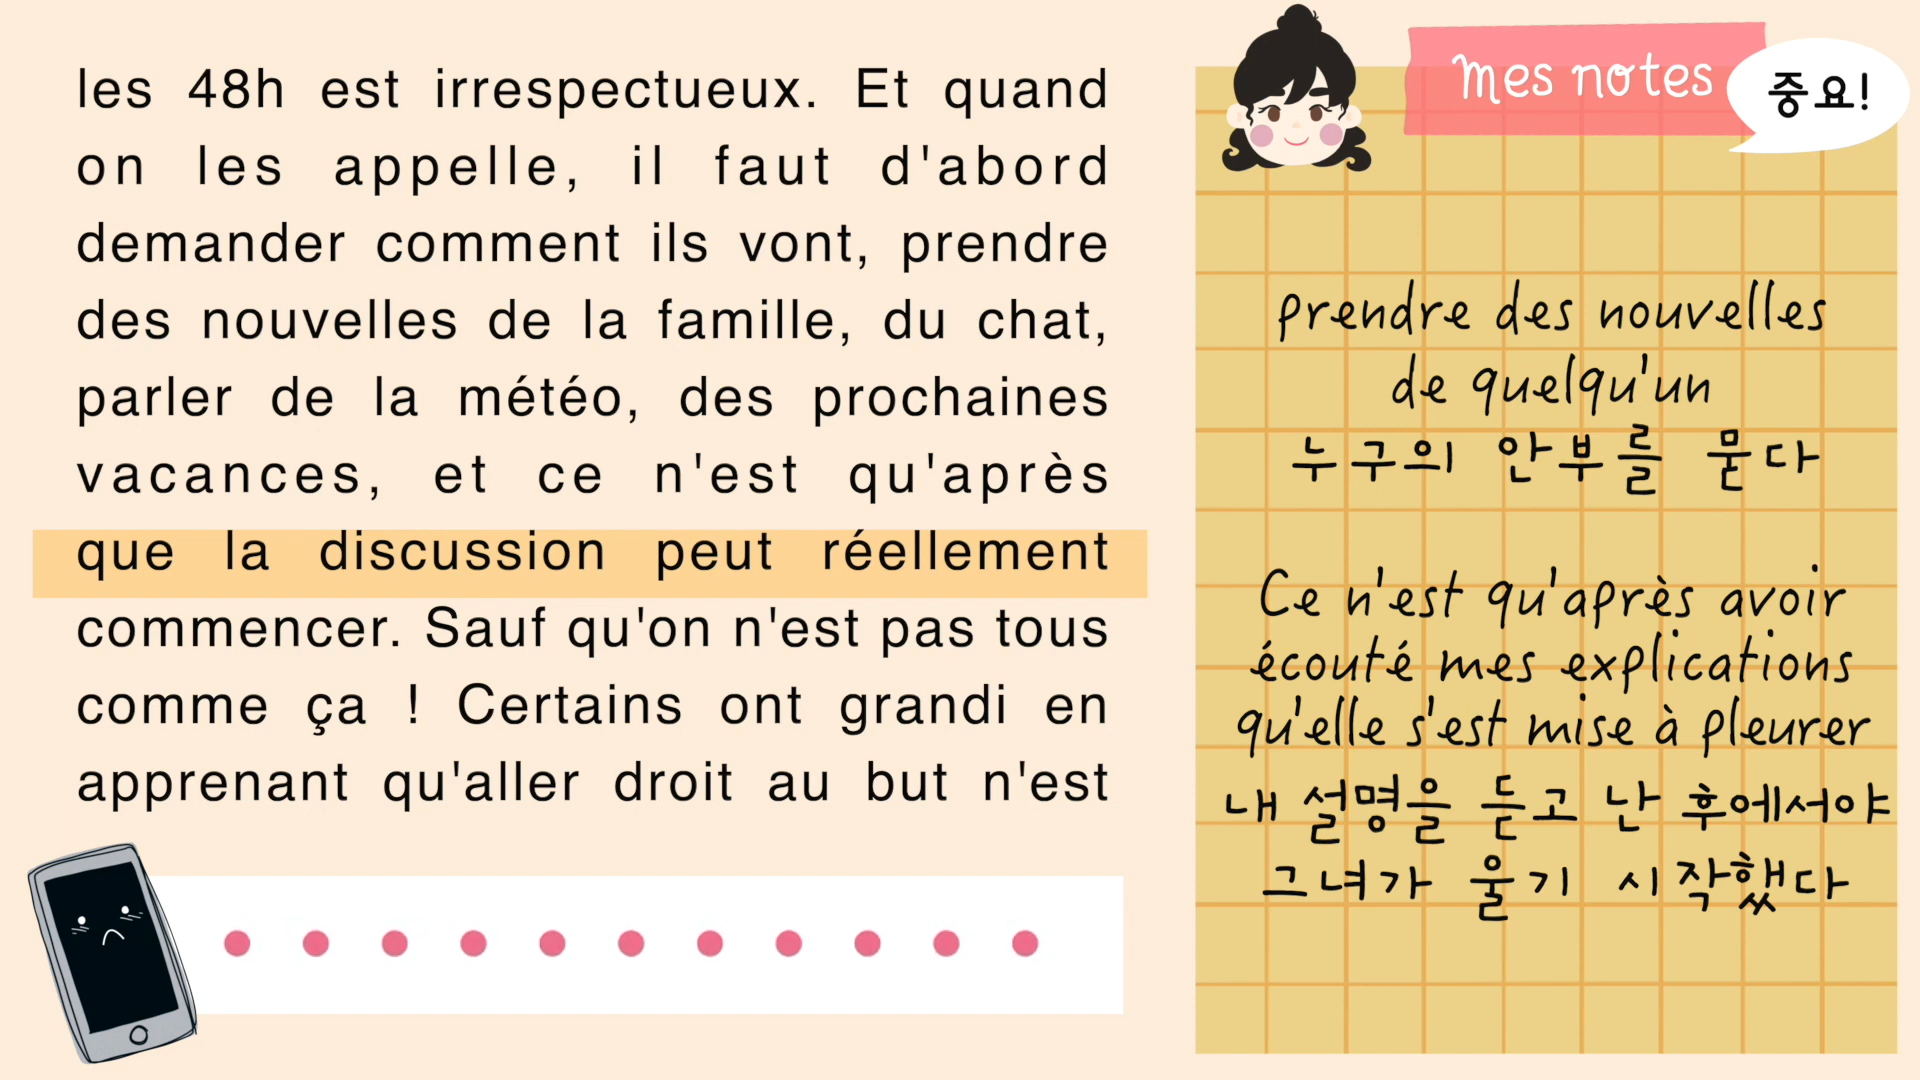 les 48h est irrespectueux. Et quand
on les appelle, il faut d'abord
demander comment ils vont, prendre
des nouvelles de la famille, du chat,
parler de la météo, des prochaines
vacances, et ce n'est qu'après
que la discussion peut réellement
commencer. Sauf qu'on n'est pas tous
comme ça ! Certains ont grandi en
apprenant qu'aller droit au but n'est
mes notes
중요!
prendre des nouvelles
de quelqu'un
누구의 안부를 묻다
Ce n'est qu'après avoir
écouté mes explications
qu'elle s'est mise à pleurer
내 설명을 듣고 난 후에서야
그녀가 울기 시작했다